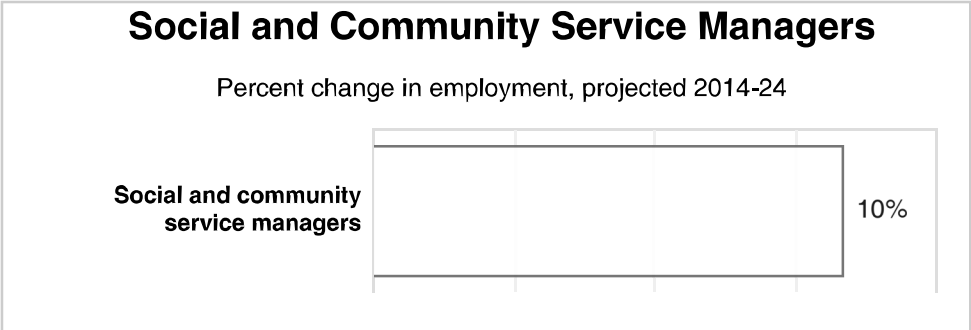 Social and Community Service Managers
Percent change in employment, projected 2014-24
Social and community
service managers
10%